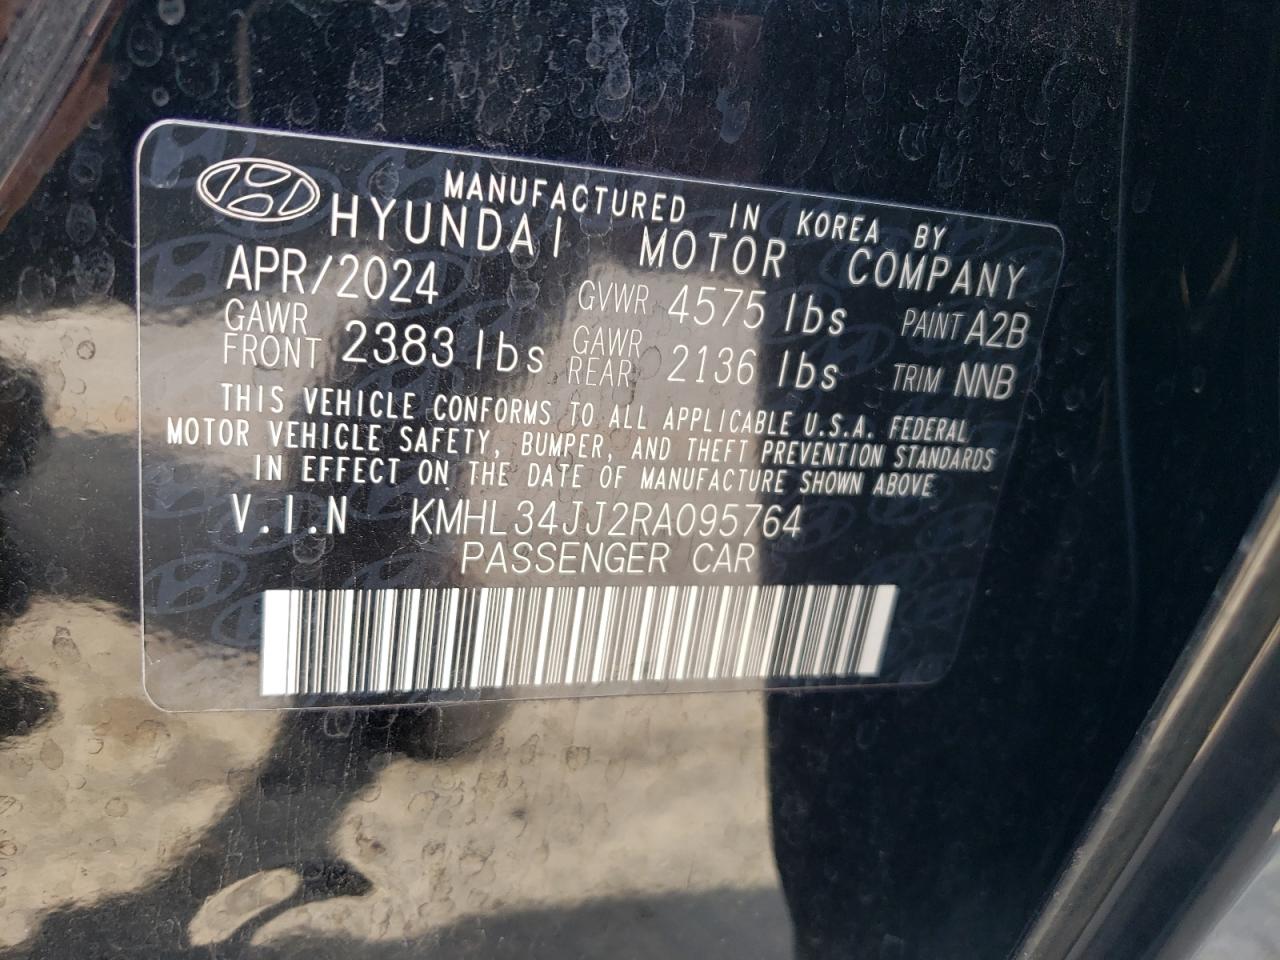 MANUFACTURED IN KOREA BY
HYUNDAI MOTOR COMPANY
APR/2024 GVWR 4575 lbs PAINT A2B
GAWR FRONT 2383 lbs GAWR REAR 2136 lbs TRIM NNB
THIS VEHICLE CONFORMS TO ALL APPLICABLE U.S.A. FEDERAL
MOTOR VEHICLE SAFETY, BUMPER, AND THEFT PREVENTION STANDARDS
IN EFFECT ON THE DATE OF MANUFACTURE SHOWN ABOVE
V.I.N KMHL34JJ2RA095764
PASSENGER CAR